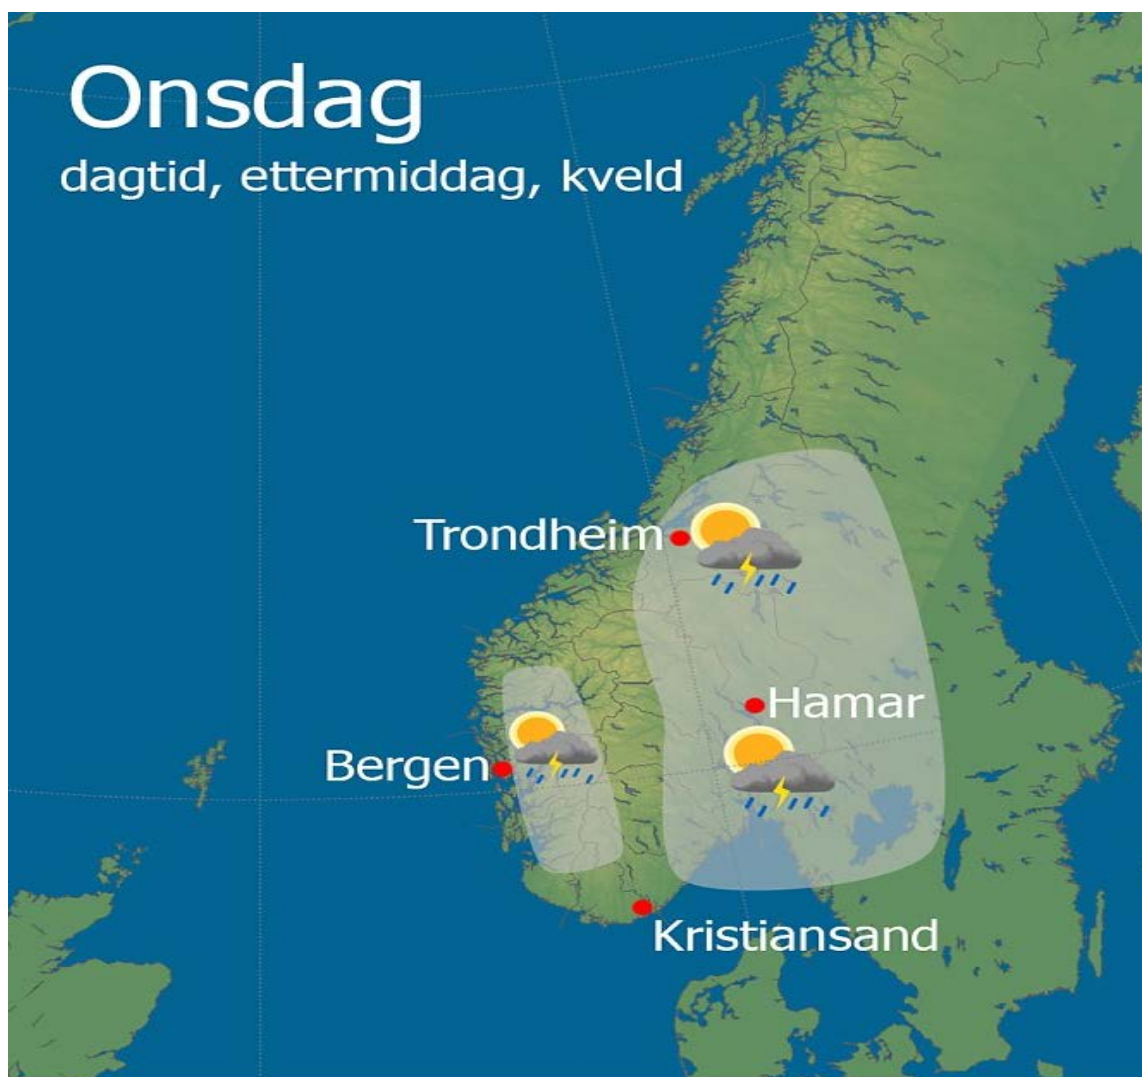 Onsdag
dagtid, ettermiddag, kveld
Trondheim
Hamar
Bergen
Kristiansand